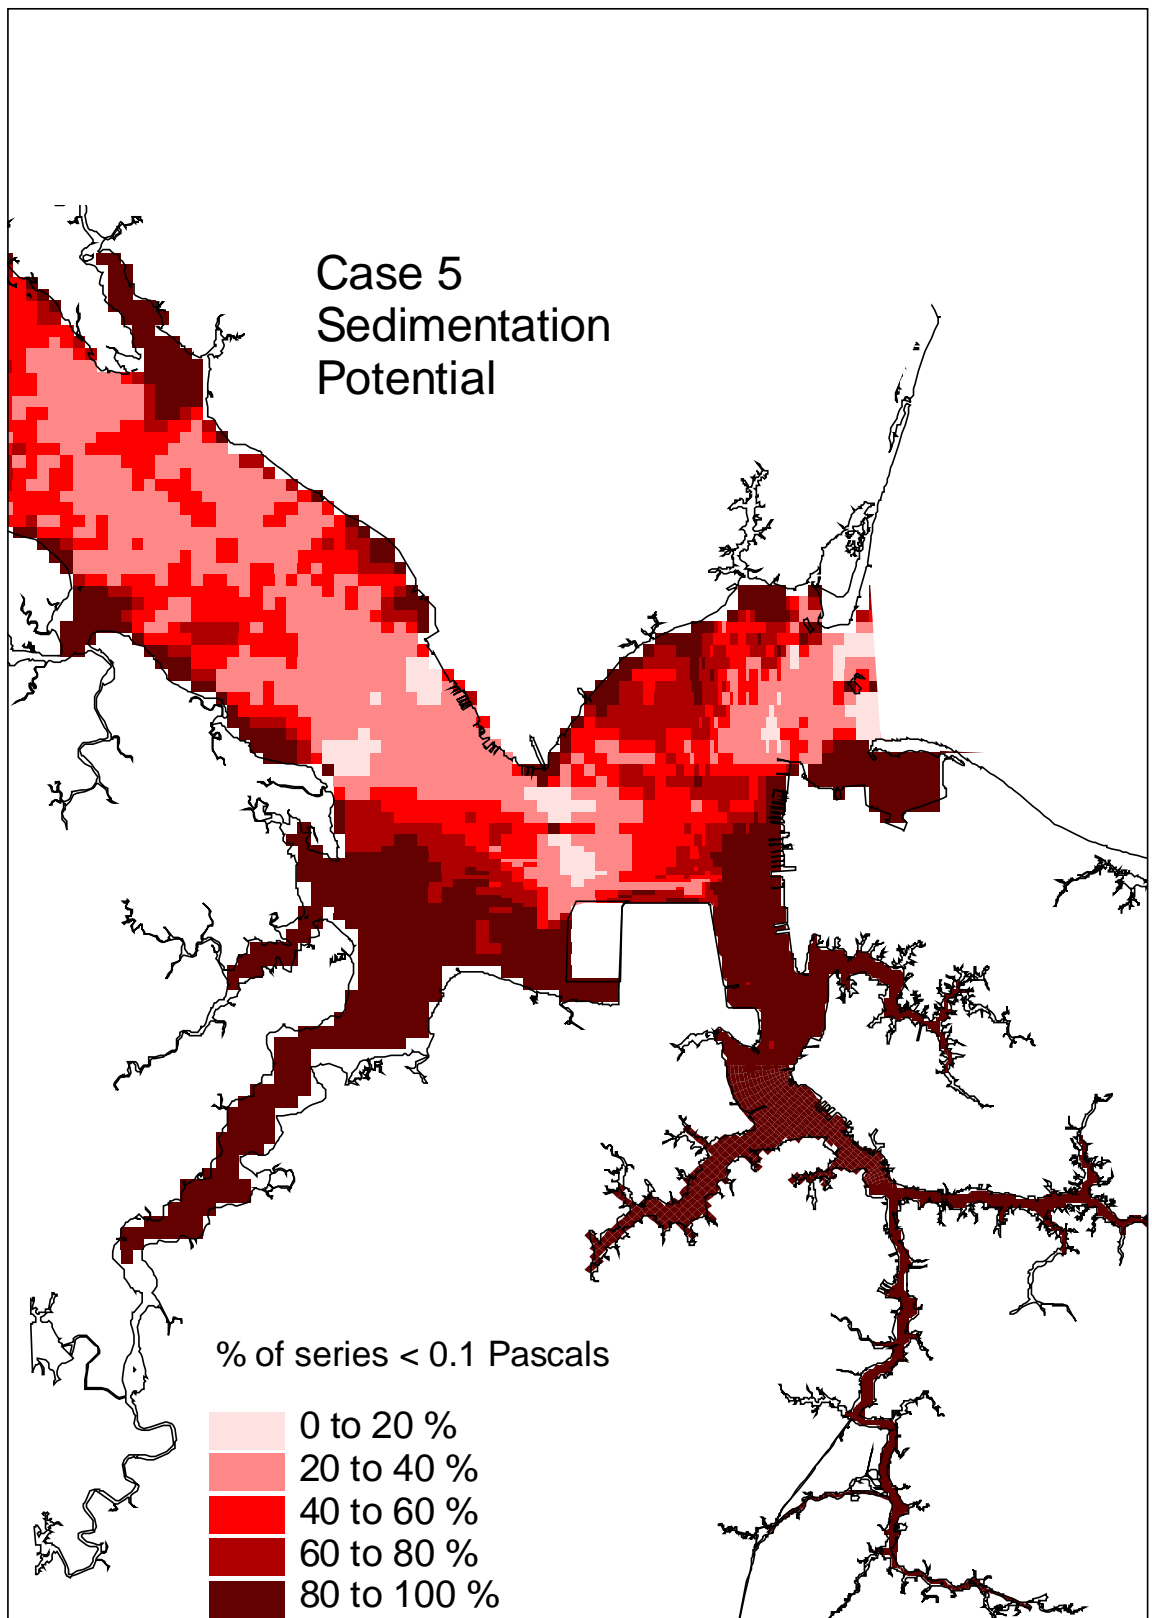 Case 5
Sedimentation
Potential
% of series < 0.1 Pascals
0 to 20 %
20 to 40 %
40 to 60 %
60 to 80 %
80 to 100 %